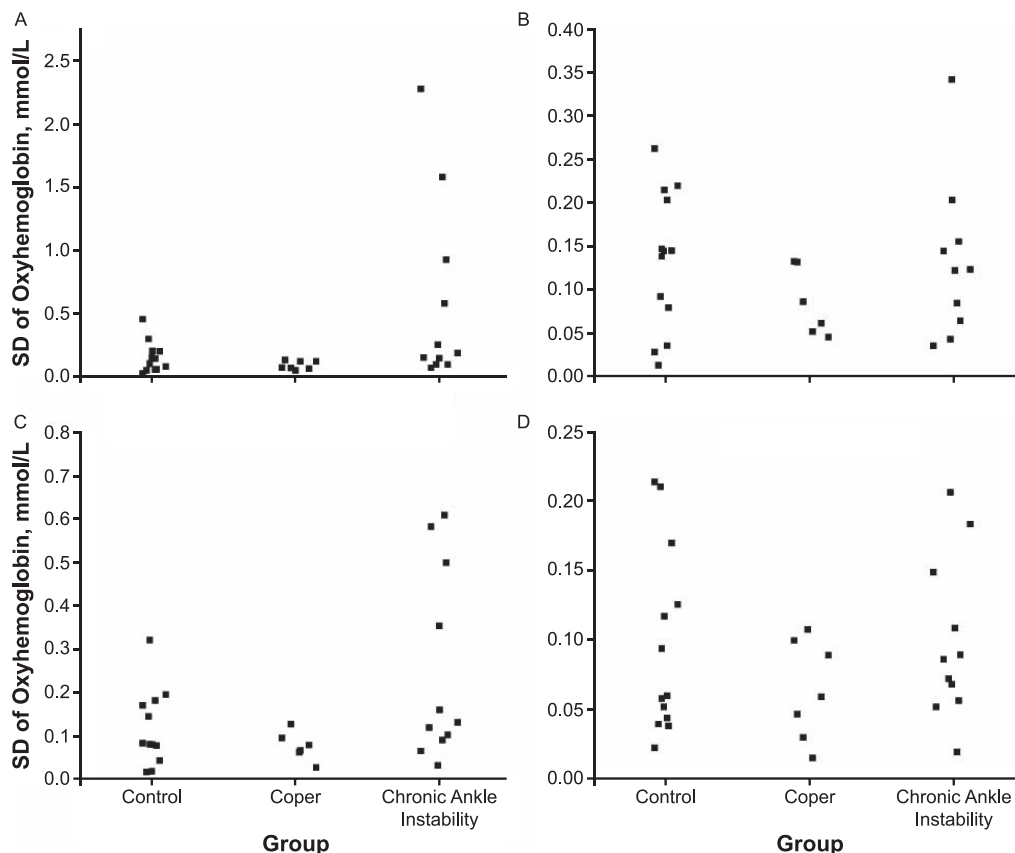 A
SD of Oxyhemoglobin, mmol/L
2.5
2.0
1.5
1.0
0.5
0.0
B
0.40
0.35
0.30
0.25
0.20
0.15
0.10
0.05
0.00
C
SD of Oxyhemoglobin, mmol/L
0.8
0.7
0.6
0.5
0.4
0.3
0.2
0.1
0.0
Control
Coper
Chronic Ankle
Instability
Group
D
0.25
0.20
0.15
0.10
0.05
0.00
Control
Coper
Chronic Ankle
Instability
Group